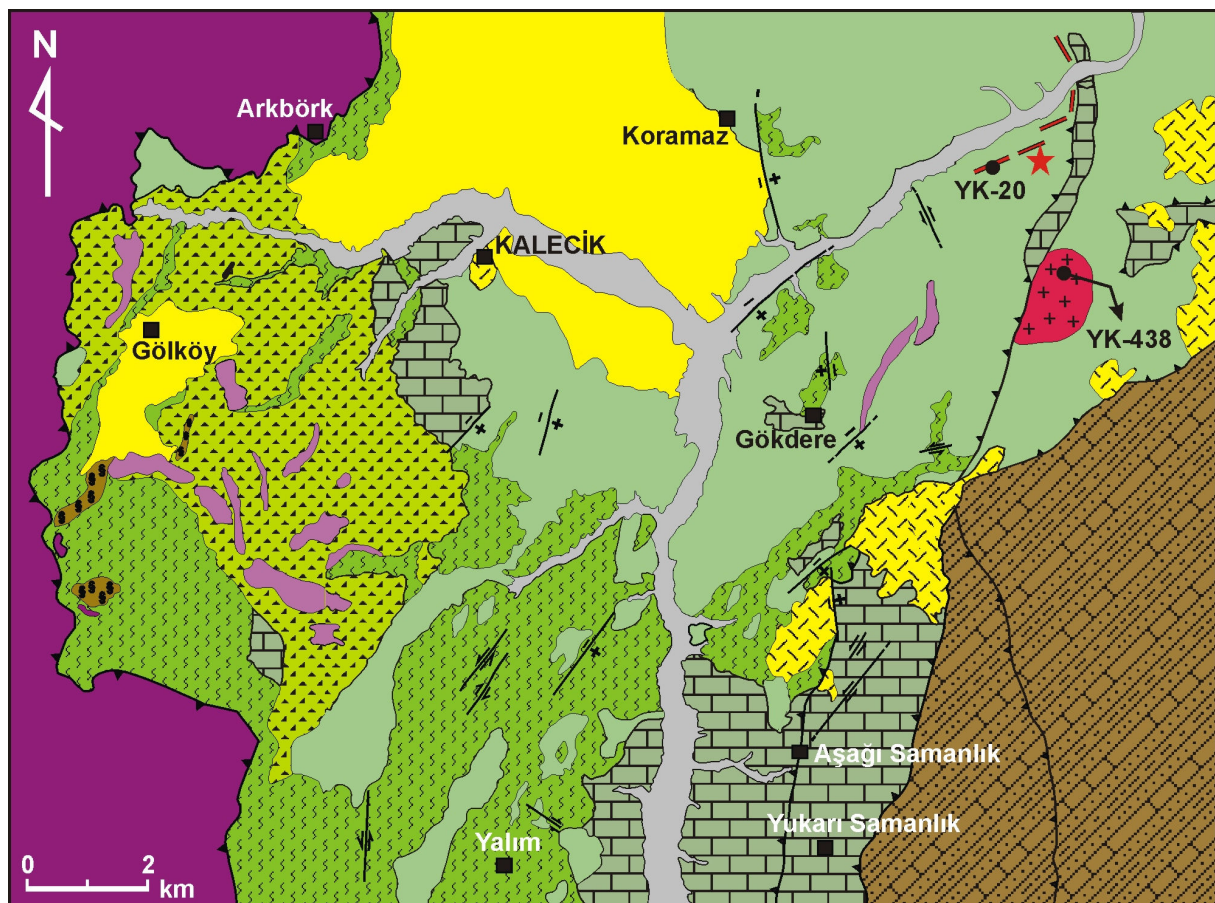 N
Arkbörk
Koramaz
YK-20
KALECİK
Gölköy
YK-438
Gökdere
Aşağı Samanlık
Yukarı Samanlık
Yalım
0 2
km